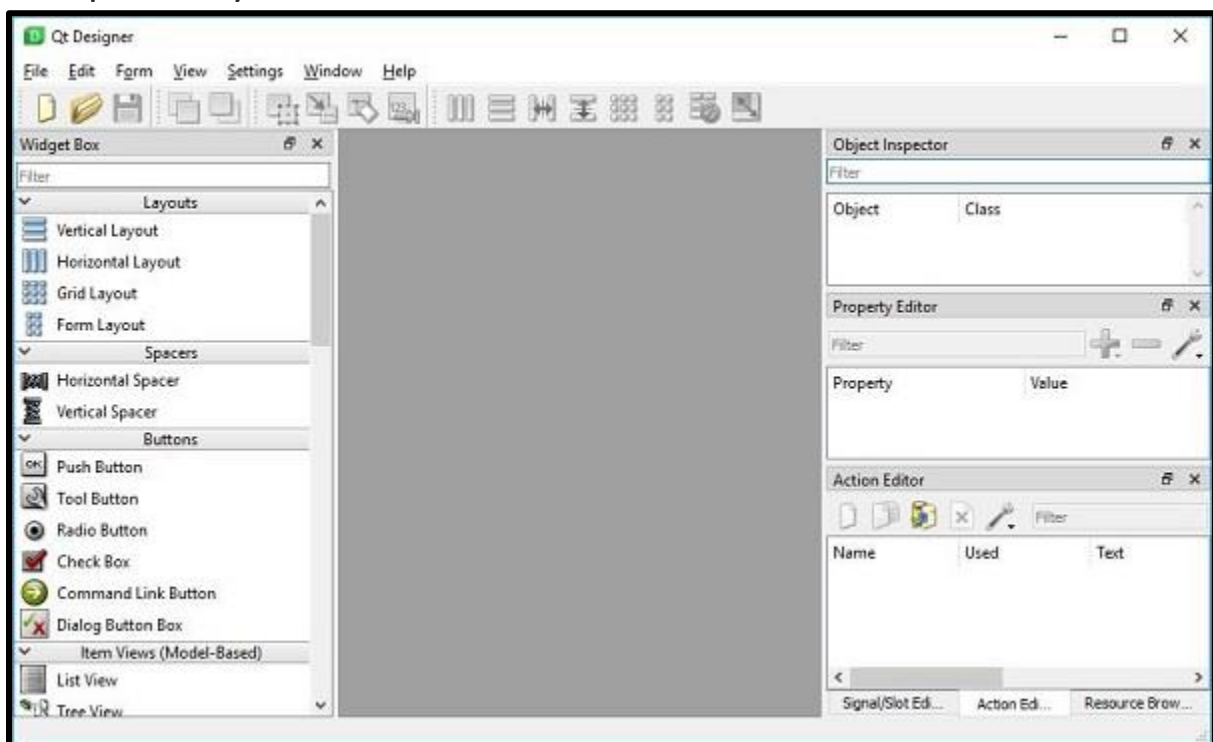 Qt Designer
File Edit Form View Settings Window Help
Widget Box
Filter
Layouts
Vertical Layout
Horizontal Layout
Grid Layout
Form Layout
Spacers
Horizontal Spacer
Vertical Spacer
Buttons
OK Push Button
Tool Button
Radio Button
Check Box
Command Link Button
Dialog Button Box
Item Views (Model-Based)
List View
Tree View
Object Inspector
Filter
Object Class
Property Editor
Filter
Property Value
Action Editor
Filter
Name Used Text
Signal/Slot Edi... Action Edi... Resource Brow...